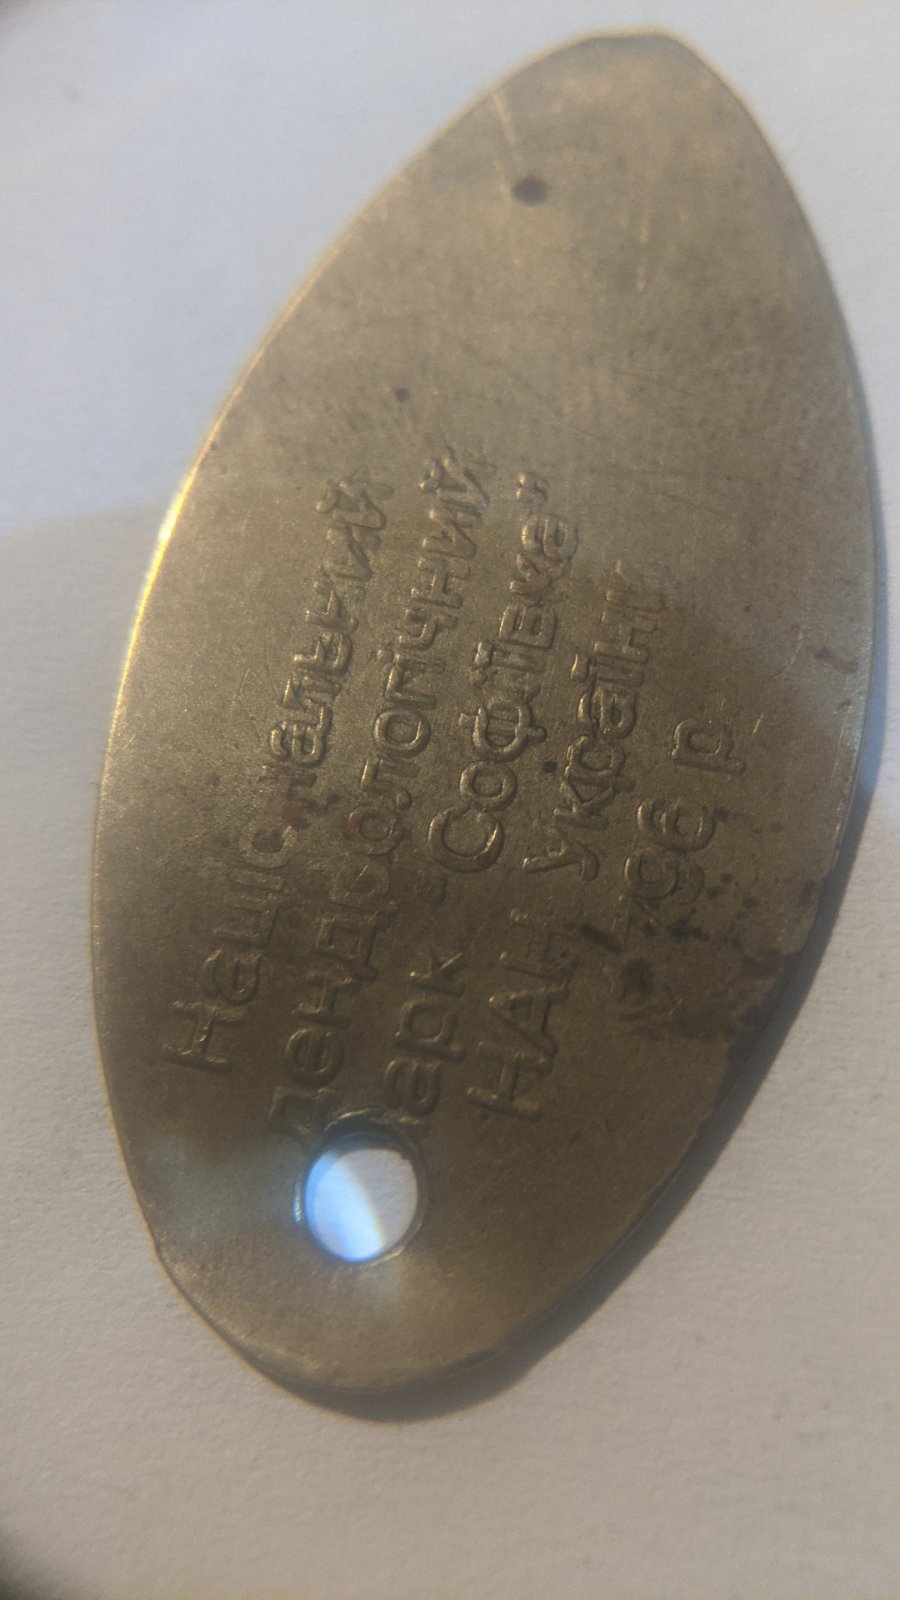 Національний
дендрологічний
парк „Софіївка"
НАН України
1796 р